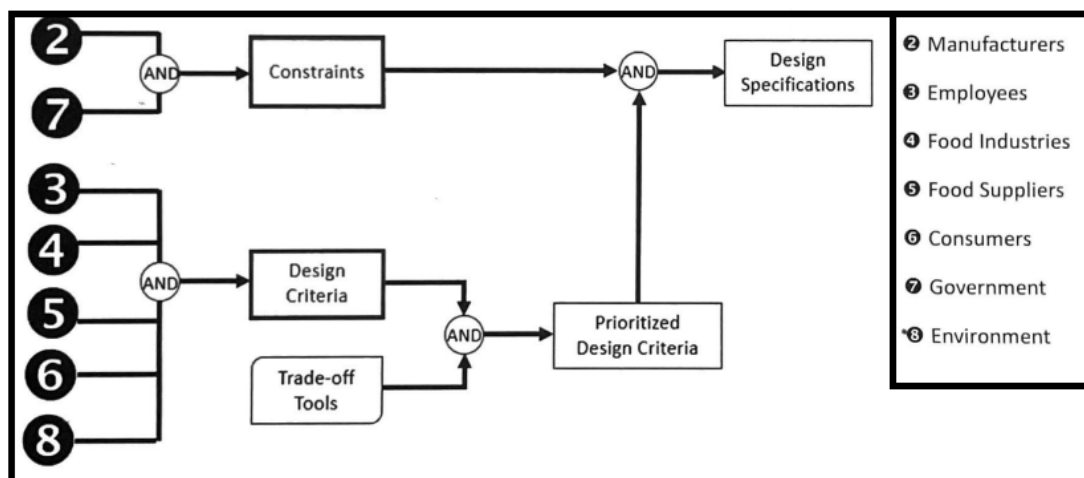 2
AND
7
Constraints
AND
Design
Specifications
3
4
AND
5
6
8
Design
Criteria
AND
Trade-off
Tools
Prioritized
Design Criteria
❷ Manufacturers
❸ Employees
❹ Food Industries
❺ Food Suppliers
❻ Consumers
❼ Government
❽ Environment